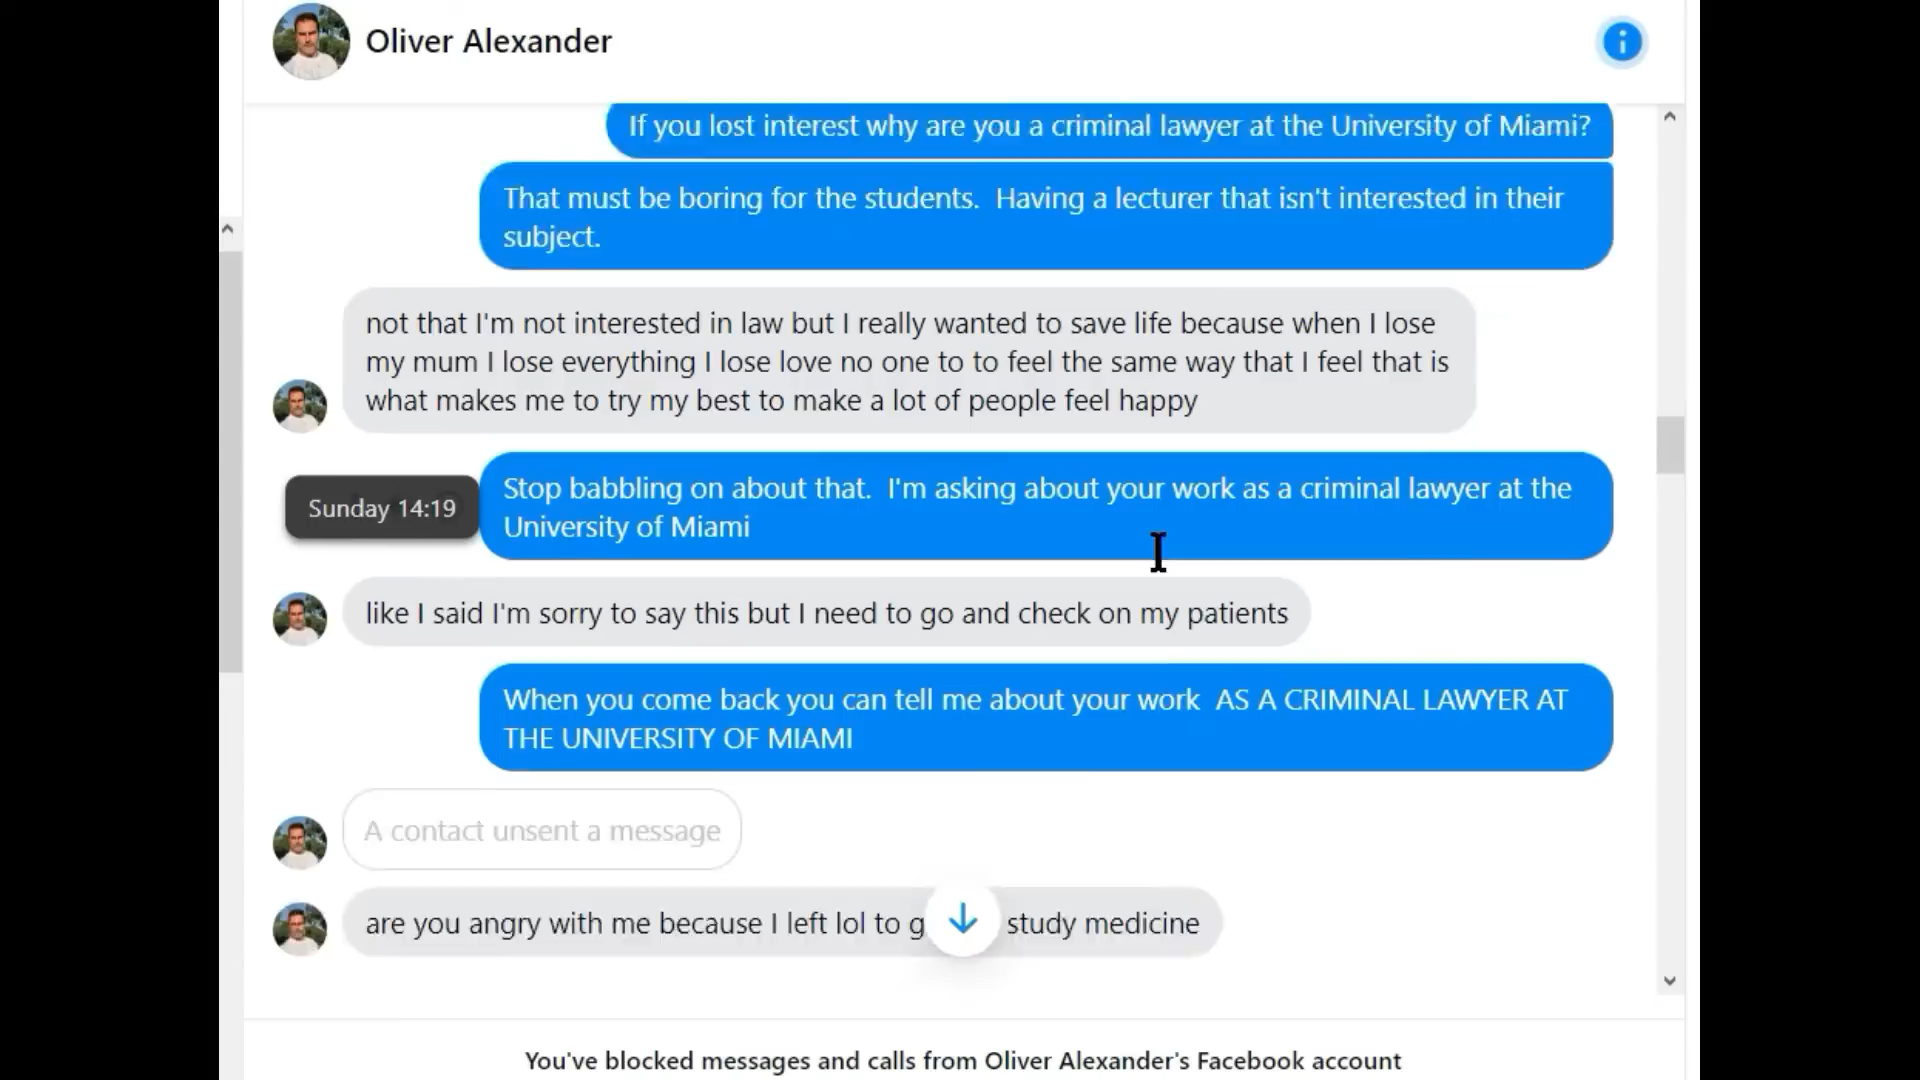 Oliver Alexander
If you lost interest why are you a criminal lawyer at the University of Miami?
That must be boring for the students.  Having a lecturer that isn't interested in their
subject.
not that I'm not interested in law but I really wanted to save life because when I lose
my mum I lose everything I lose love no one to to feel the same way that I feel that is
what makes me to try my best to make a lot of people feel happy
Sunday 14:19
Stop babbling on about that.  I'm asking about your work as a criminal lawyer at the
University of Miami
like I said I'm sorry to say this but I need to go and check on my patients
When you come back you can tell me about your work  AS A CRIMINAL LAWYER AT
THE UNIVERSITY OF MIAMI
A contact unsent a message
are you angry with me because I left lol to study medicine
You've blocked messages and calls from Oliver Alexander's Facebook account